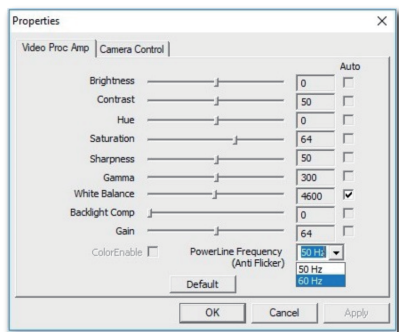 Properties
Video Proc Amp Camera Control
Auto
Brightness 0
Contrast 50
Hue 0
Saturation 64
Sharpness 50
Gamma 300
White Balance 4600
Backlight Comp 0
Gain 64
ColorEnable PowerLine Frequency 50 Hz
(Anti Flicker)
50 Hz
60 Hz
Default
OK Cancel Apply